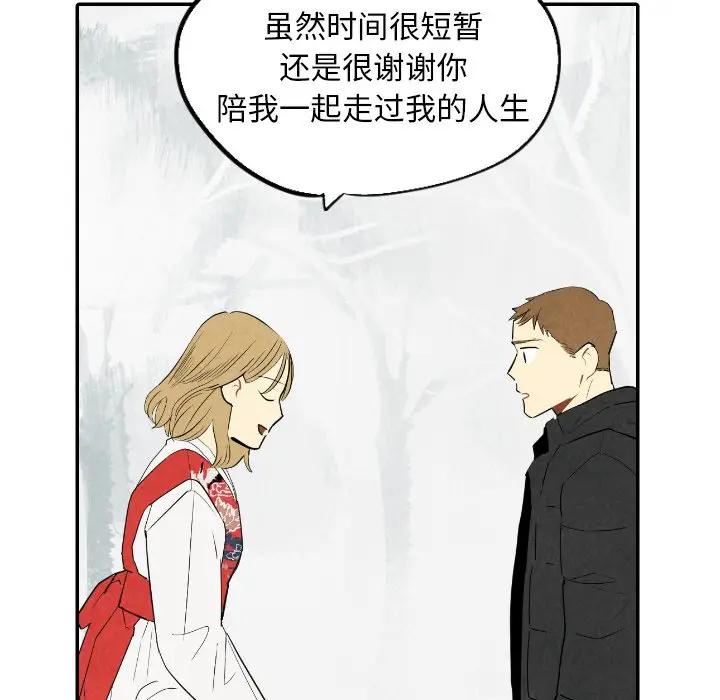 虽然时间很短暂
还是很谢谢你
陪我一起走过我的人生